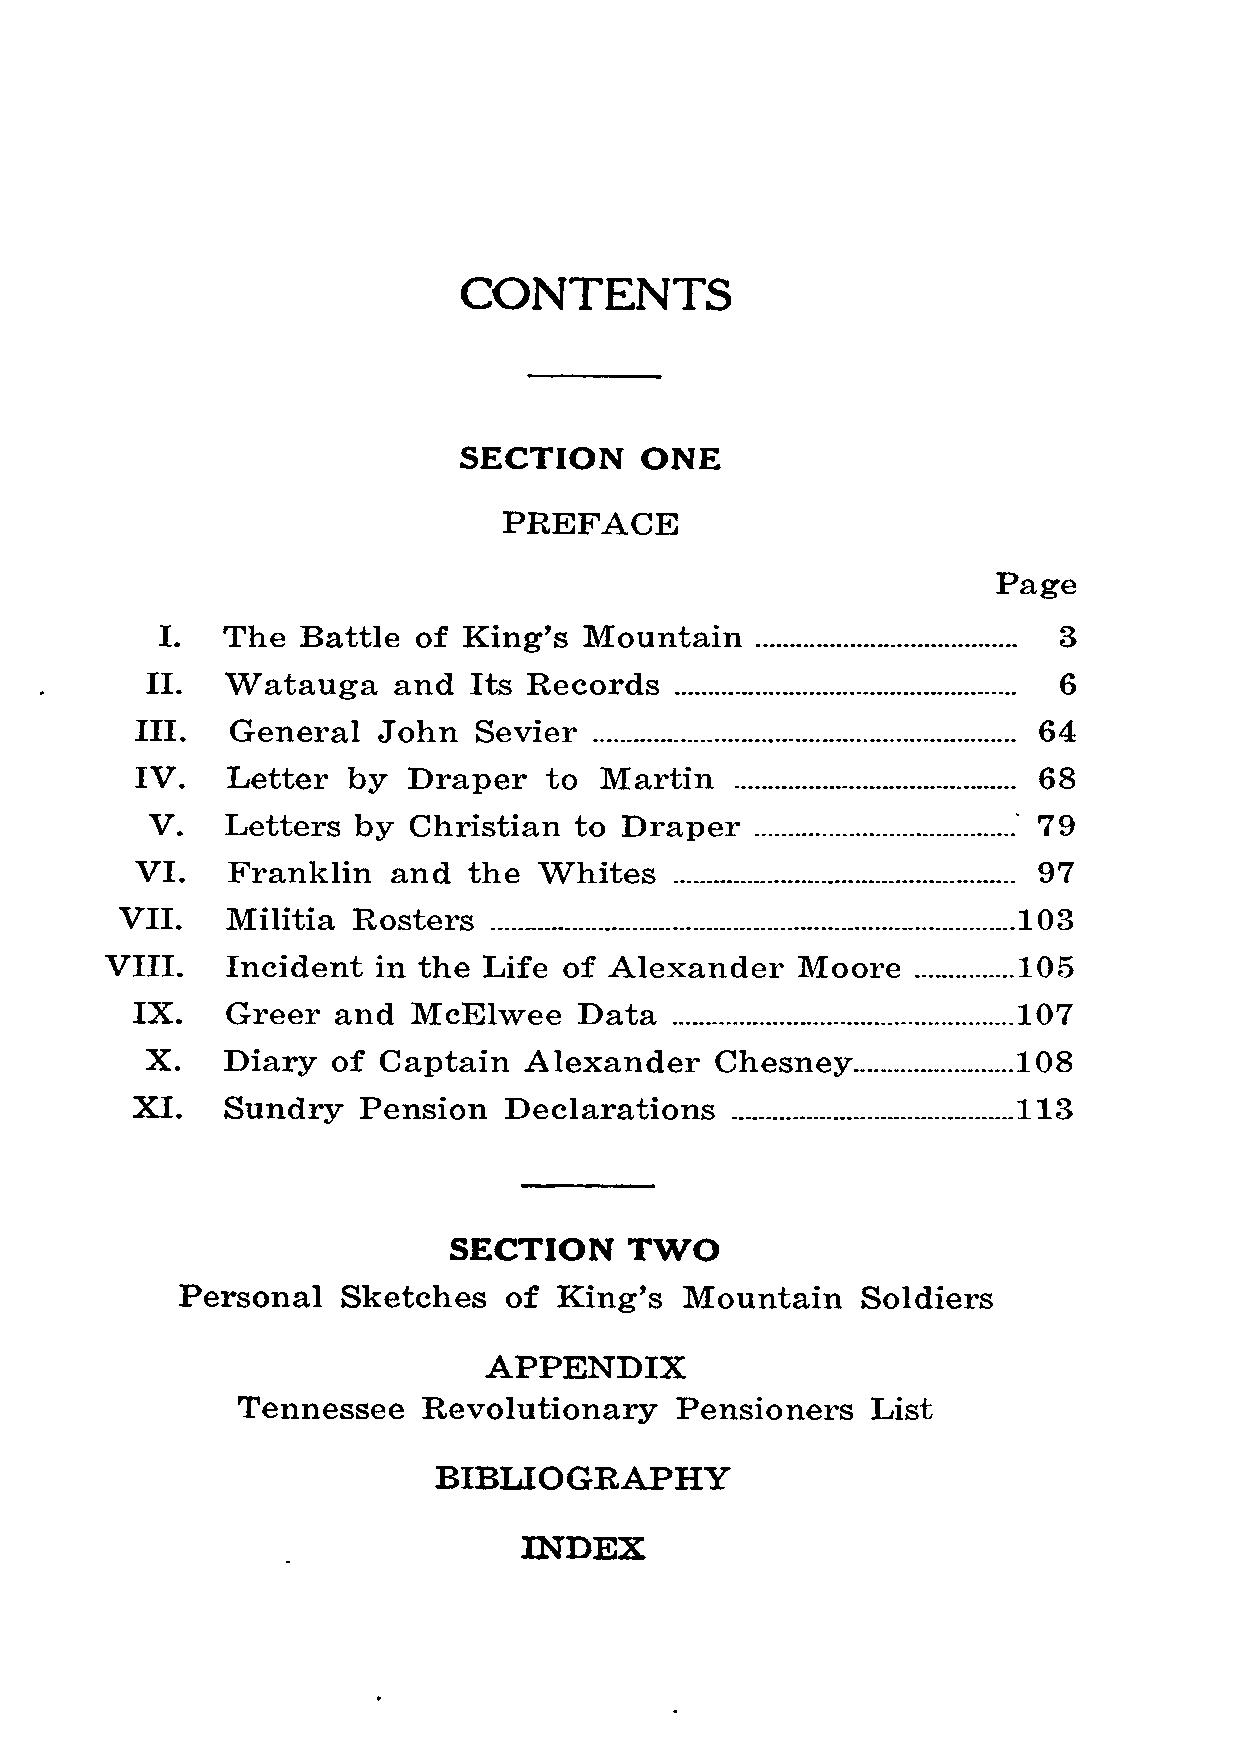 CONTENTS
SECTION ONE
PREFACE
Page
I. The Battle of King's Mountain 3
II. Watauga and Its Records 6
III. General John Sevier 64
IV. Letter by Draper to Martin 68
V. Letters by Christian to Draper 79
VI. Franklin and the Whites 97
VII. Militia Rosters 103
VIII. Incident in the Life of Alexander Moore 105
IX. Greer and McElwee Data 107
X. Diary of Captain Alexander Chesney 108
XI. Sundry Pension Declarations 113
SECTION TWO
Personal Sketches of King's Mountain Soldiers
APPENDIX
Tennessee Revolutionary Pensioners List
BIBLIOGRAPHY
INDEX